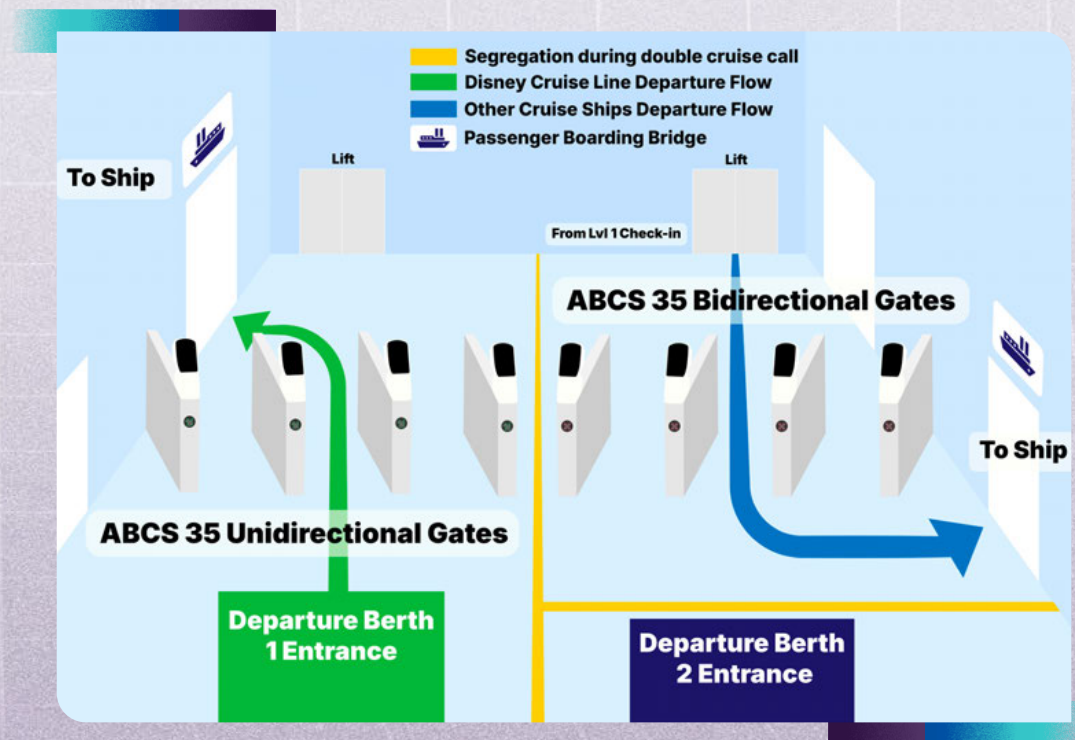 Segregation during double cruise call
Disney Cruise Line Departure Flow
Other Cruise Ships Departure Flow
Passenger Boarding Bridge
To Ship
Lift
Lift
From Lvl 1 Check-in
ABCS 35 Bidirectional Gates
To Ship
ABCS 35 Unidirectional Gates
Departure Berth
1 Entrance
Departure Berth
2 Entrance